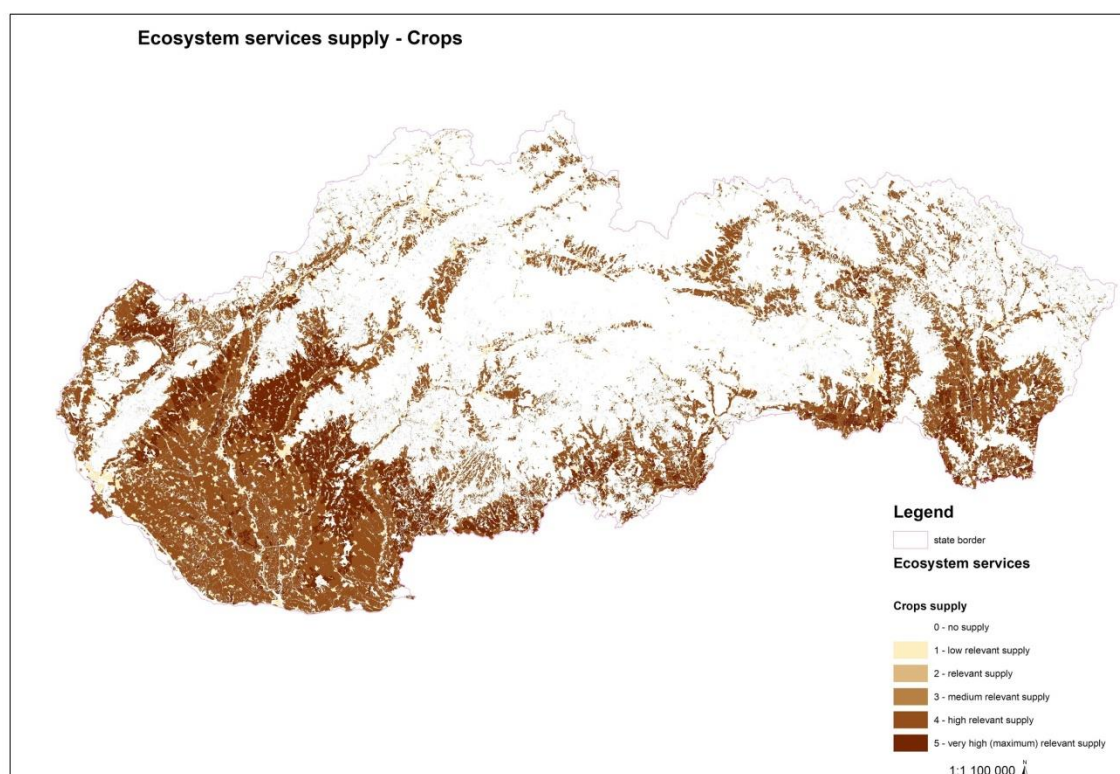 Ecosystem services supply - Crops
Legend
state border
Ecosystem services
Crops supply
0 - no supply
1 - low relevant supply
2 - relevant supply
3 - medium relevant supply
4 - high relevant supply
5 - very high (maximum) relevant supply
1:1 100 000
N